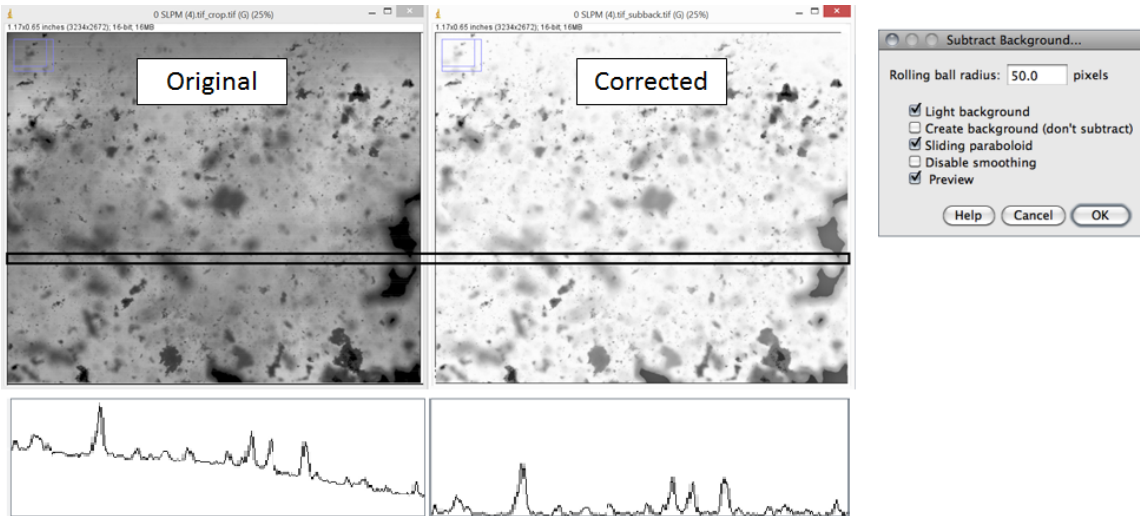 0 SLPM (4).tif_crop.tif (G) (25%)
1.17x0.65 inches (3234x2672); 16-bit; 16MB
Original
0 SLPM (4).tif_subback.tif (G) (25%)
1.17x0.65 inches (3234x2672); 16-bit; 16MB
Corrected
Subtract Background...
Rolling ball radius: 50.0 pixels
Light background
Create background (don't subtract)
Sliding paraboloid
Disable smoothing
Preview
Help Cancel OK